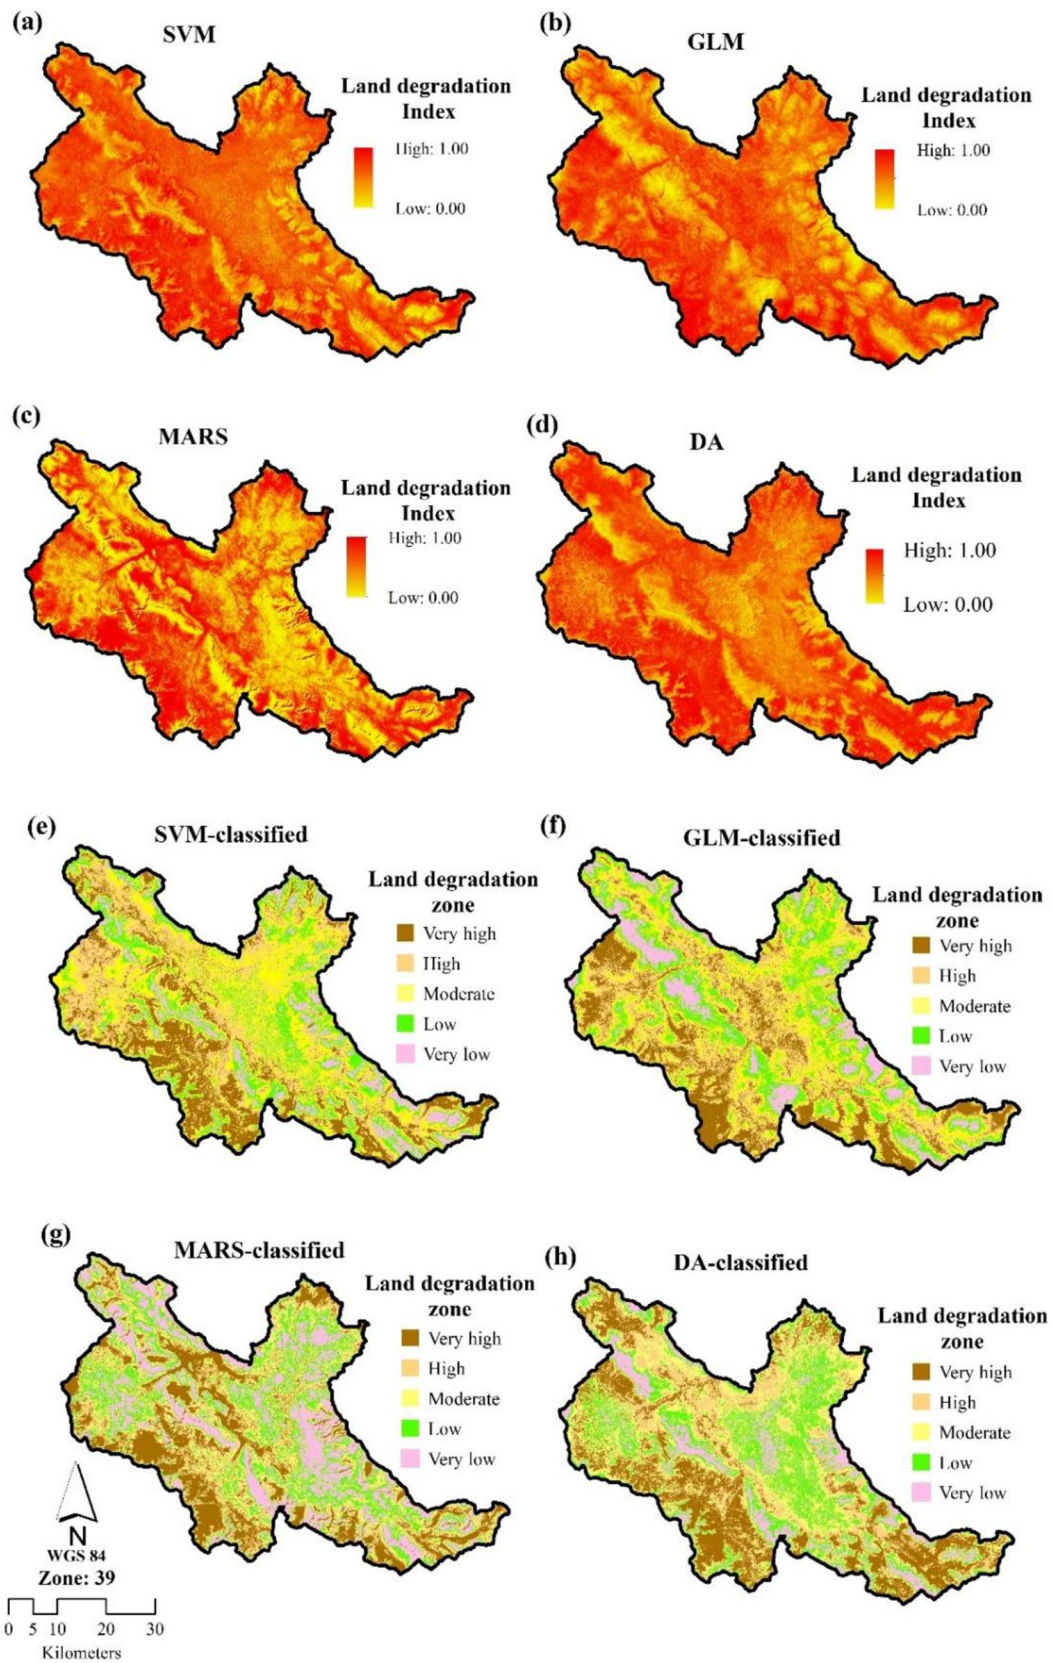 (a)
SVM
Land degradation
Index
High: 1.00
Low: 0.00
(b)
GLM
Land degradation
Index
High: 1.00
Low: 0.00
(c)
MARS
Land degradation
Index
High: 1.00
Low: 0.00
(d)
DA
Land degradation
Index
High: 1.00
Low: 0.00
(e)
SVM-classified
Land degradation
zone
Very high
High
Moderate
Low
Very low
(f)
GLM-classified
Land degradation
zone
Very high
High
Moderate
Low
Very low
(g)
MARS-classified
Land degradation
zone
Very high
High
Moderate
Low
Very low
(h)
DA-classified
Land degradation
zone
Very high
High
Moderate
Low
Very low
N
WGS 84
Zone: 39
0 5 10 20 30
Kilometers